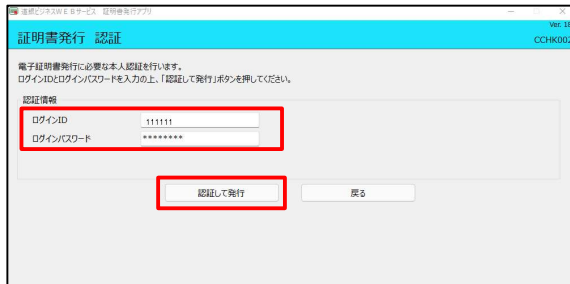 道銀ビジネスWEBサービス 証明書発行アプリ
Ver. 18
証明書発行 認証
CCHK002
電子証明書発行に必要な本人認証を行います。
ログインIDとログインパスワードを入力の上、「認証して発行」ボタンを押してください。
認証情報
ログインID 111111
ログインパスワード ********
認証して発行 戻る